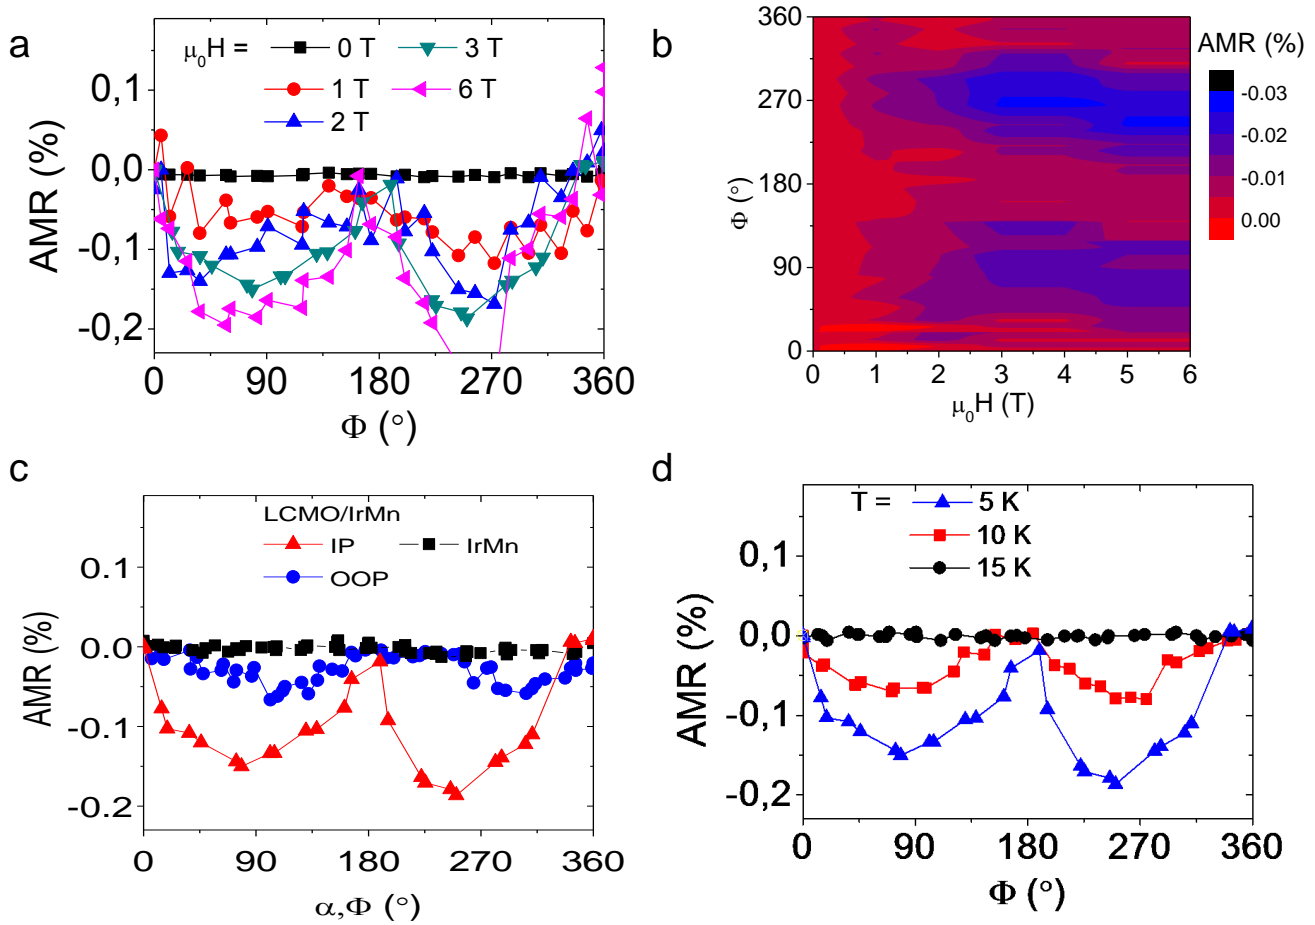 a
μ0H =
0 T
3 T
1 T
6 T
2 T
0,1
0,0
-0,1
-0,2
AMR (%)
0
90
180
270
360
Φ (°)
b
360
270
180
90
0
Φ (°)
0
1
2
3
4
5
6
μ0H (T)
AMR (%)
-0.03
-0.02
-0.01
0.00
c
LCMO/IrMn
IP
IrMn
OOP
0.1
0.0
-0.1
-0.2
AMR (%)
0
90
180
270
360
α,Φ (°)
d
T =
5 K
10 K
15 K
0,1
0,0
-0,1
-0,2
AMR (%)
0
90
180
270
360
Φ (°)